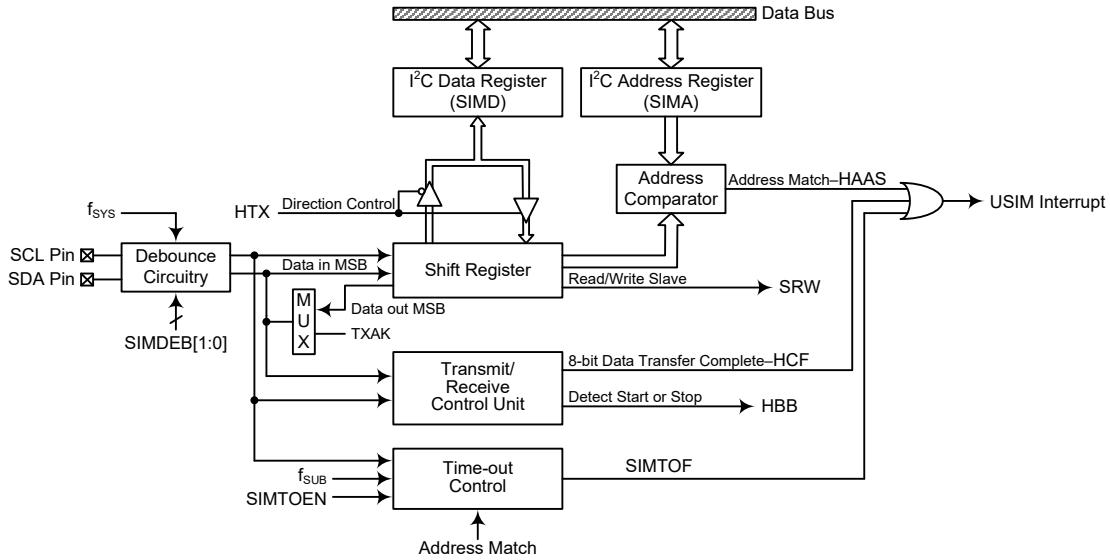 Data Bus
I²C Data Register
(SIMD)
I²C Address Register
(SIMA)
Address
Comparator
Address Match–HAAS
USIM Interrupt
HTX
Direction Control
fSYS
SCL Pin
SDA Pin
Debounce
Circuitry
Data in MSB
Shift Register
Read/Write Slave
SRW
SIMDEB[1:0]
M
U
X
Data out MSB
TXAK
Transmit/
Receive
Control Unit
8-bit Data Transfer Complete–HCF
Detect Start or Stop
HBB
fSUB
SIMTOEN
Time-out
Control
SIMTOF
Address Match